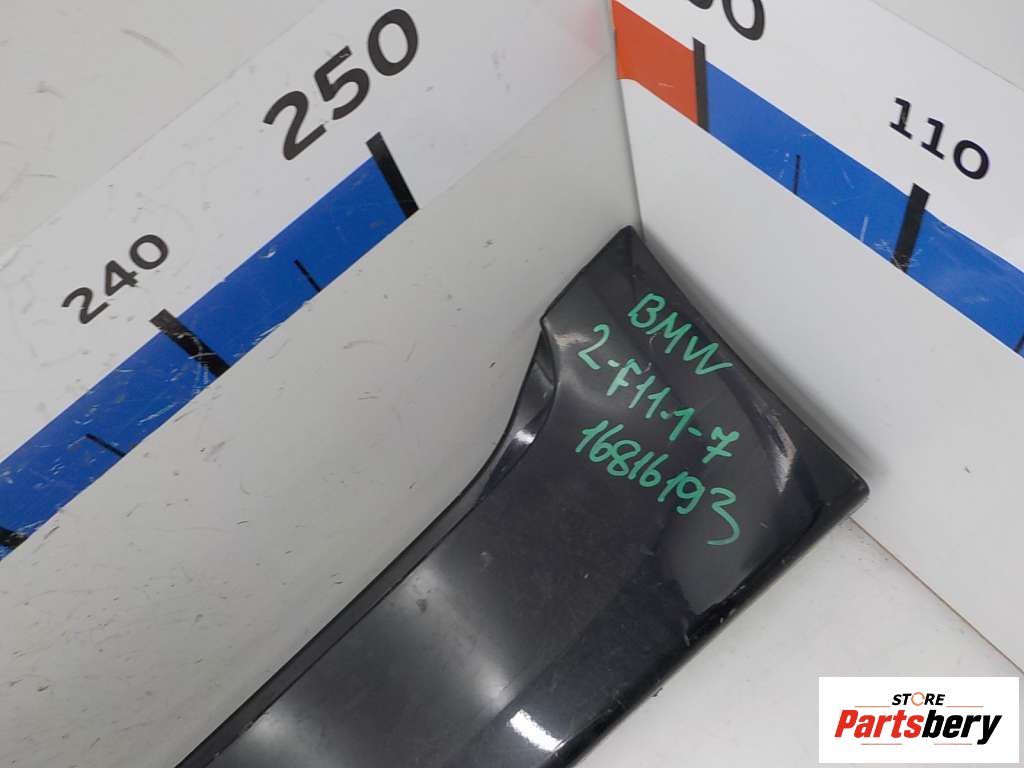 250
240
110
BMW
2-F11.1-7
16816193
STORE
Partsbery